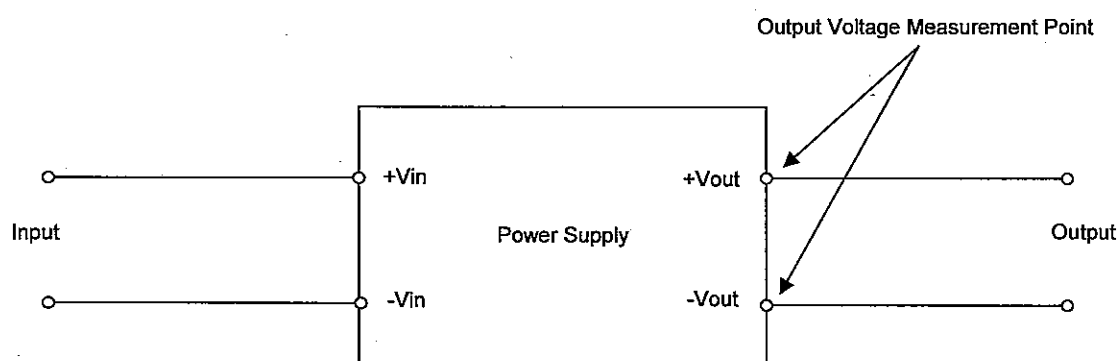 Output Voltage Measurement Point
+Vin
+Vout
Input
Power Supply
Output
-Vin
-Vout